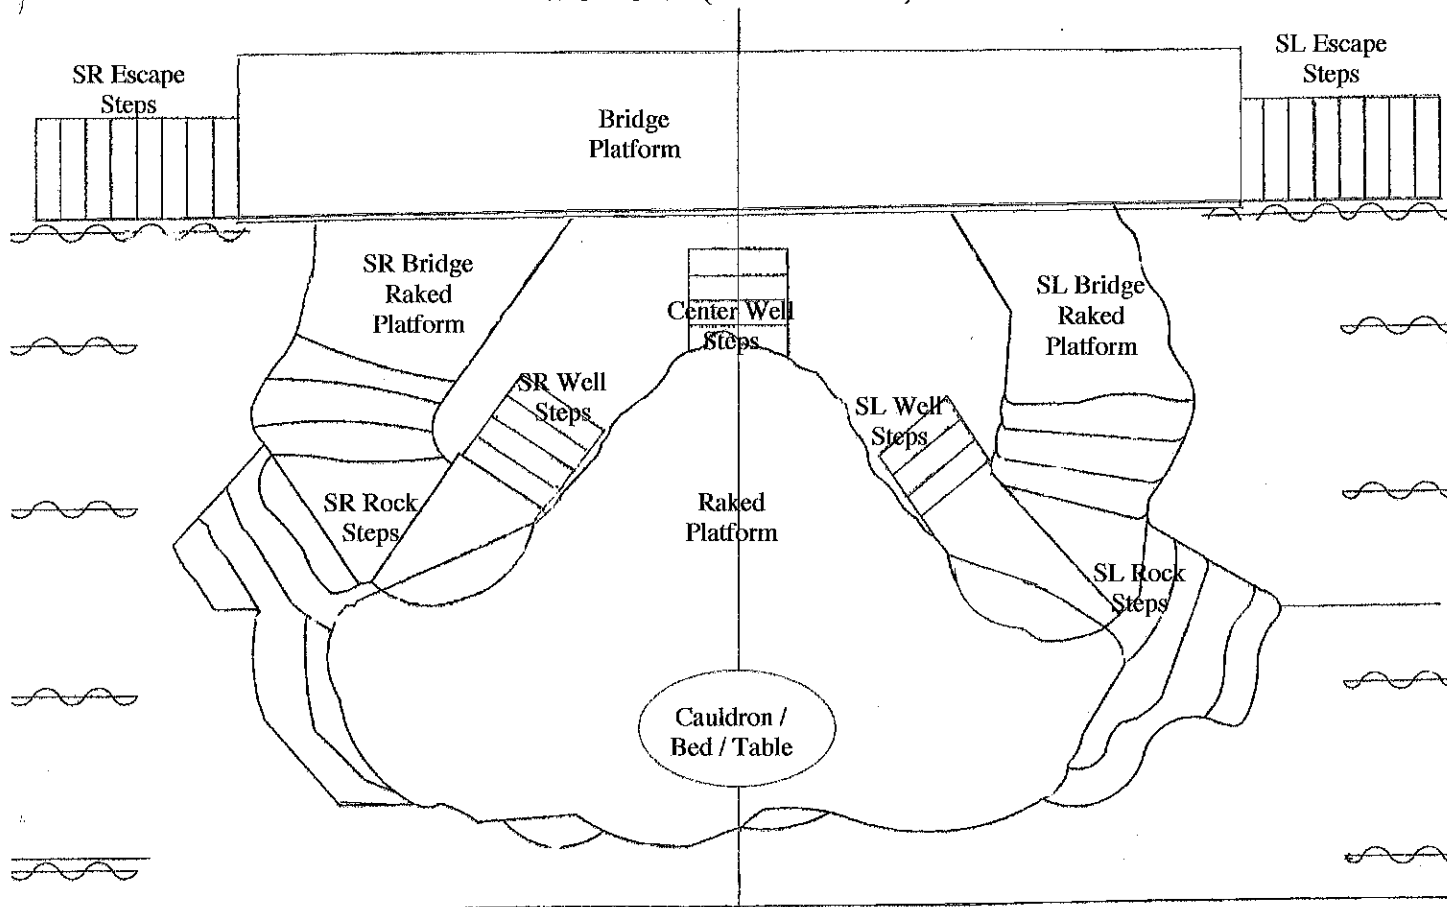 SR Escape
Steps
SL Escape
Steps
Bridge
Platform
SR Bridge
Raked
Platform
Center Well
Steps
SL Bridge
Raked
Platform
SR Well
Steps
SL Well
Steps
SR Rock
Steps
Raked
Platform
SL Rock
Steps
Cauldron /
Bed / Table